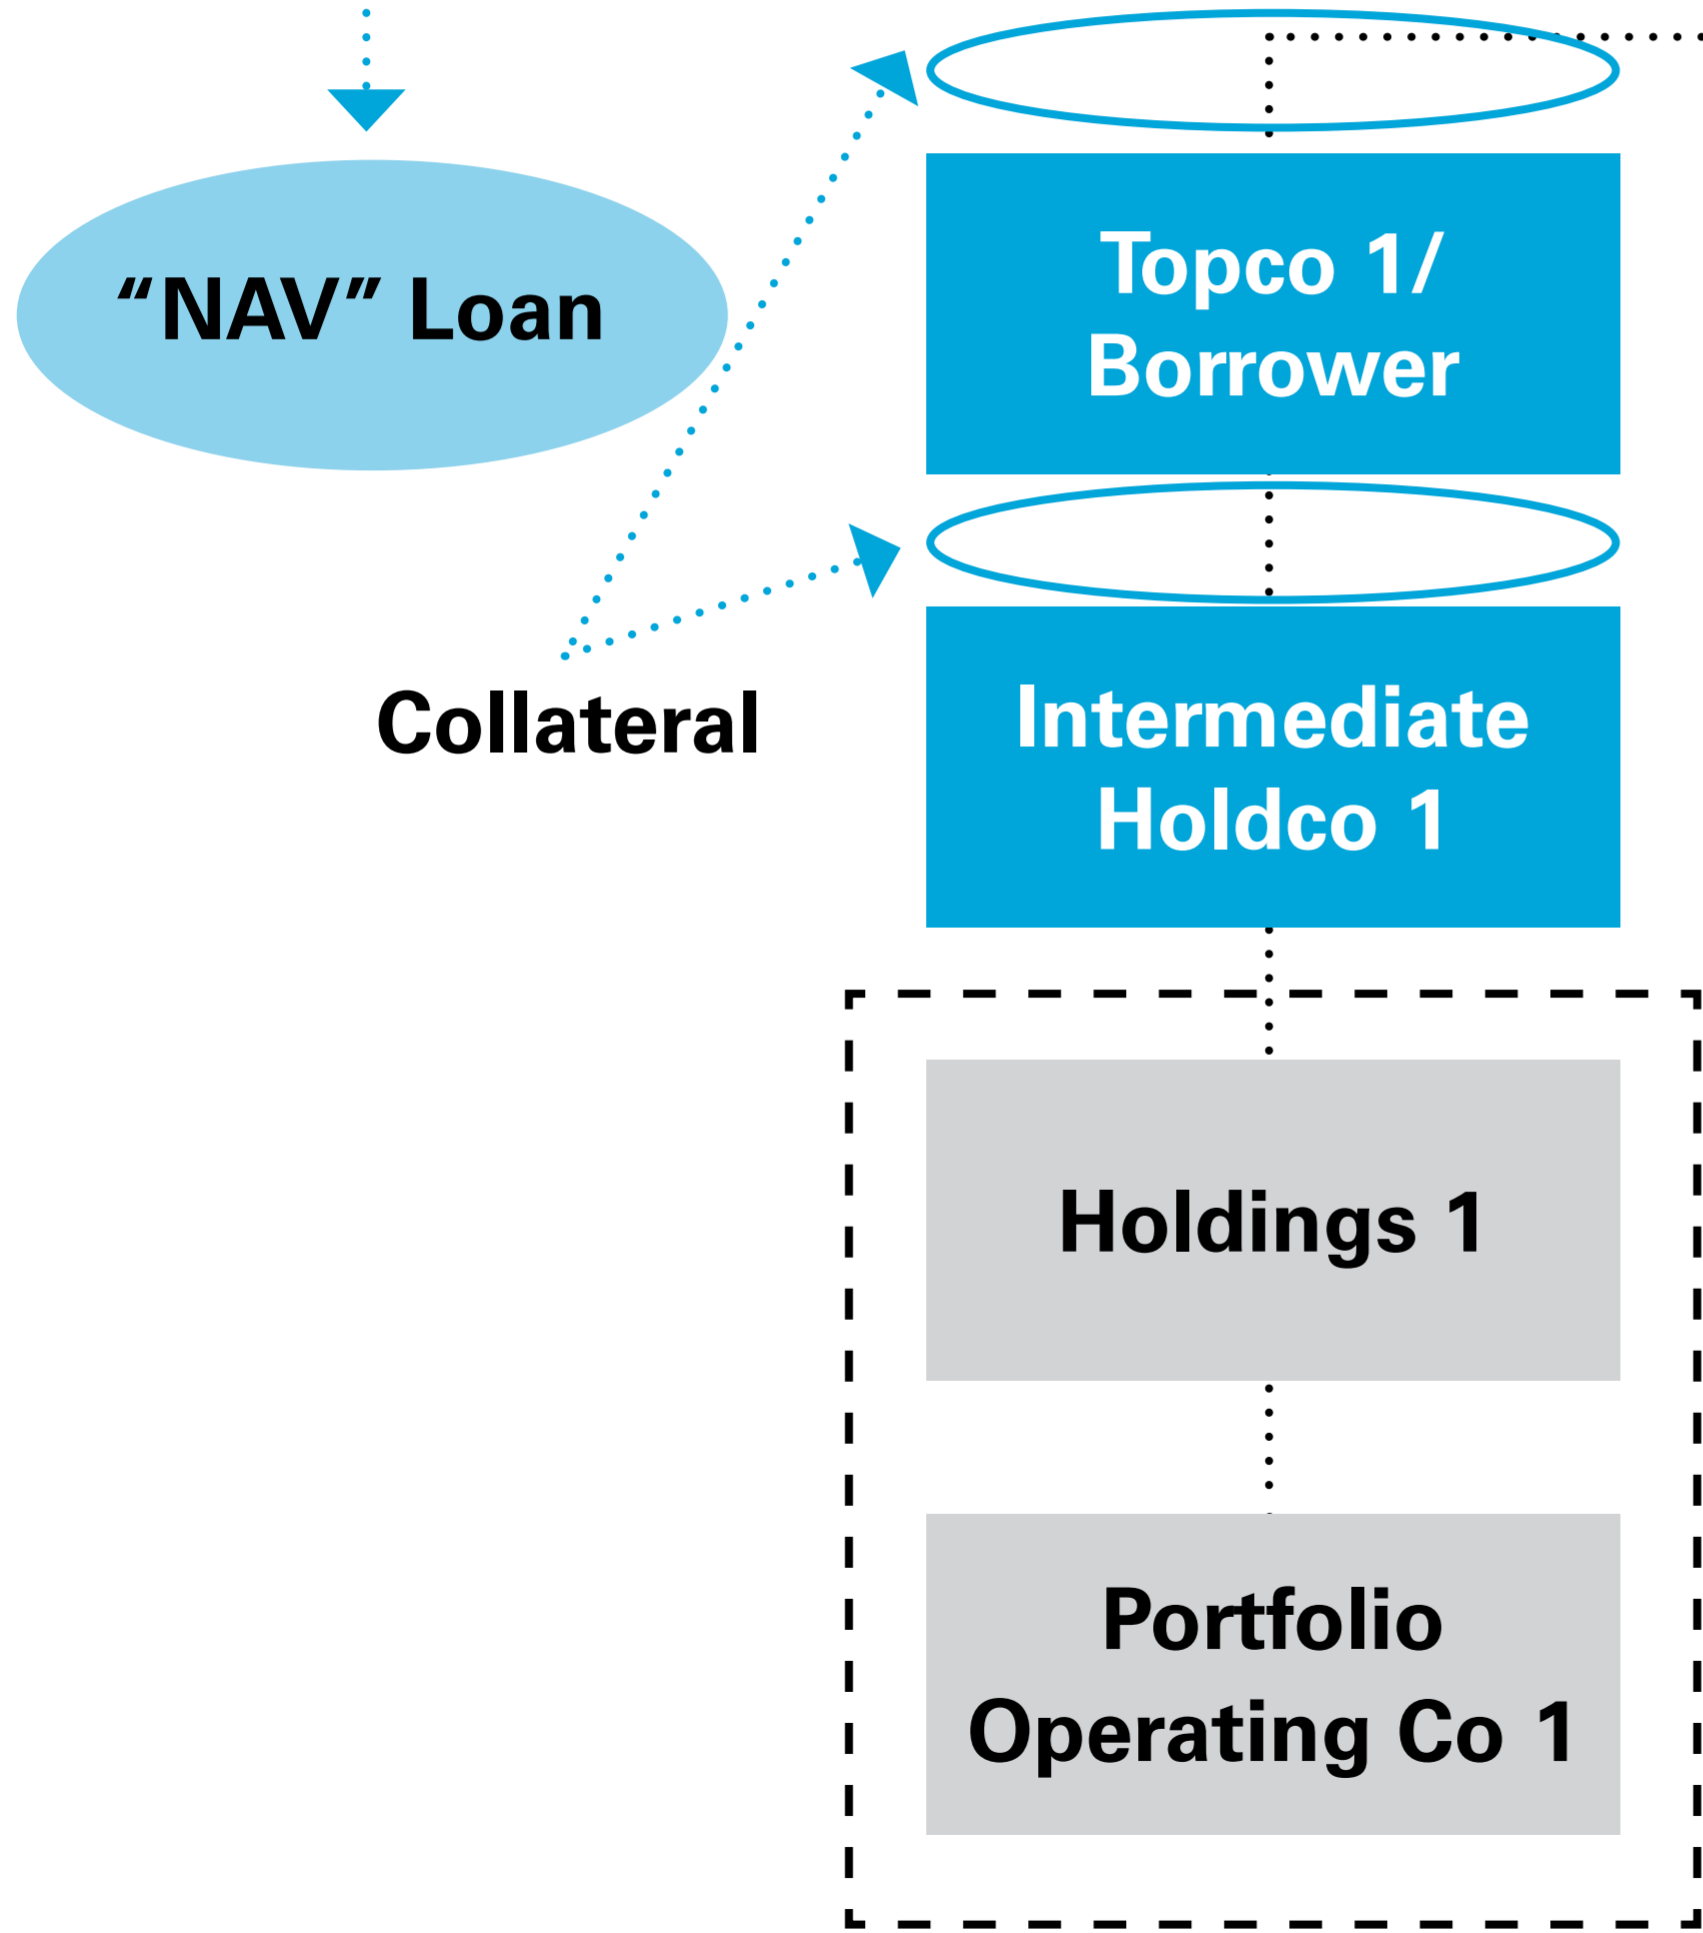 “NAV” Loan
Topco 1/
Borrower
Collateral
Intermediate
Holdco 1
Holdings 1
Portfolio
Operating Co 1